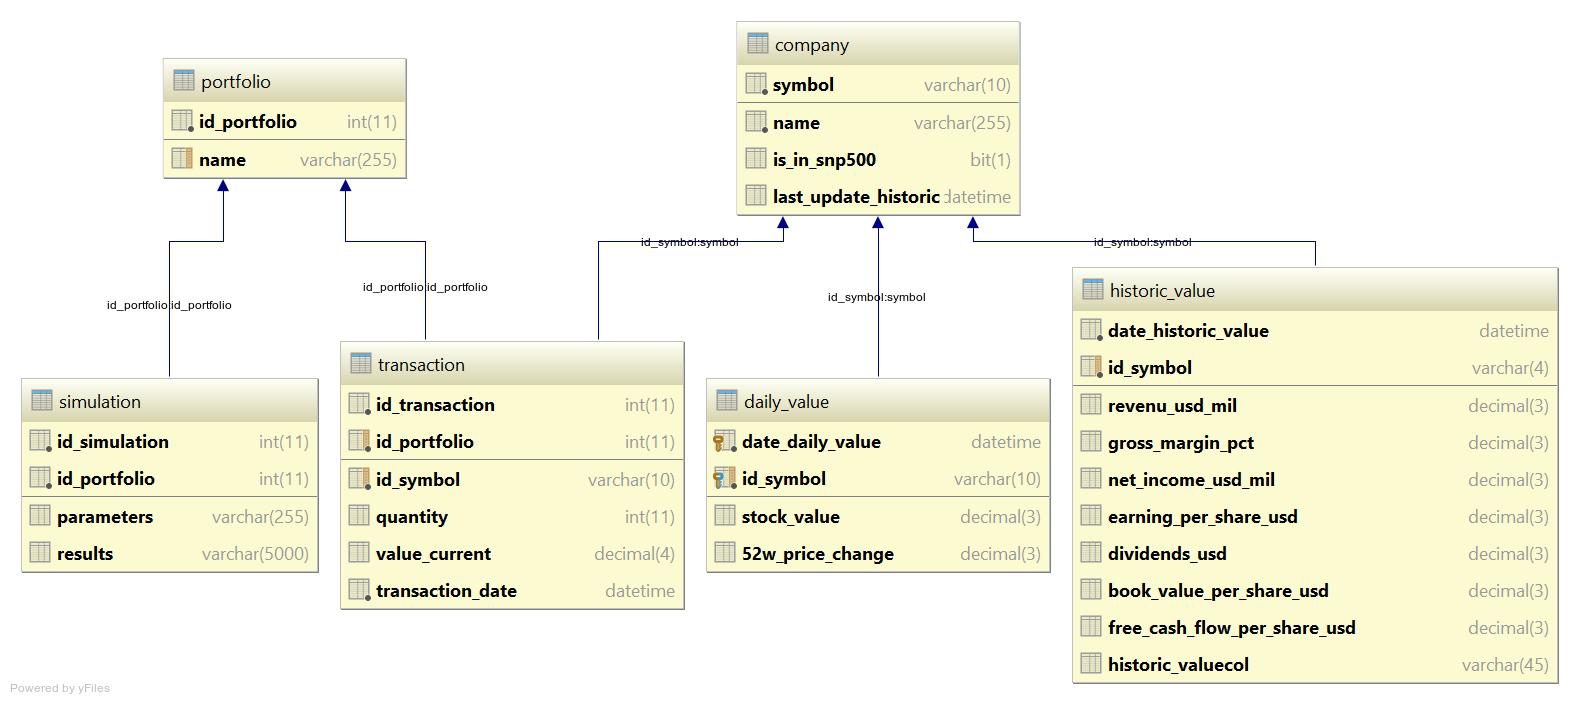 company
symbol varchar(10)
name varchar(255)
is_in_snp500 bit(1)
last_update_historic datetime
portfolio
id_portfolio int(11)
name varchar(255)
id_symbol:symbol
id_symbol:symbol
id_symbol:symbol
id_portfolio:id_portfolio
id_portfolio:id_portfolio
historic_value
date_historic_value datetime
id_symbol varchar(4)
revenu_usd_mil decimal(3)
gross_margin_pct decimal(3)
net_income_usd_mil decimal(3)
earning_per_share_usd decimal(3)
dividends_usd decimal(3)
book_value_per_share_usd decimal(3)
free_cash_flow_per_share_usd decimal(3)
historic_valuecol varchar(45)
transaction
id_transaction int(11)
id_portfolio int(11)
id_symbol varchar(10)
quantity int(11)
value_current decimal(4)
transaction_date datetime
simulation
id_simulation int(11)
id_portfolio int(11)
parameters varchar(255)
results varchar(5000)
daily_value
date_daily_value datetime
id_symbol varchar(10)
stock_value decimal(3)
52w_price_change decimal(3)
Powered by yFiles